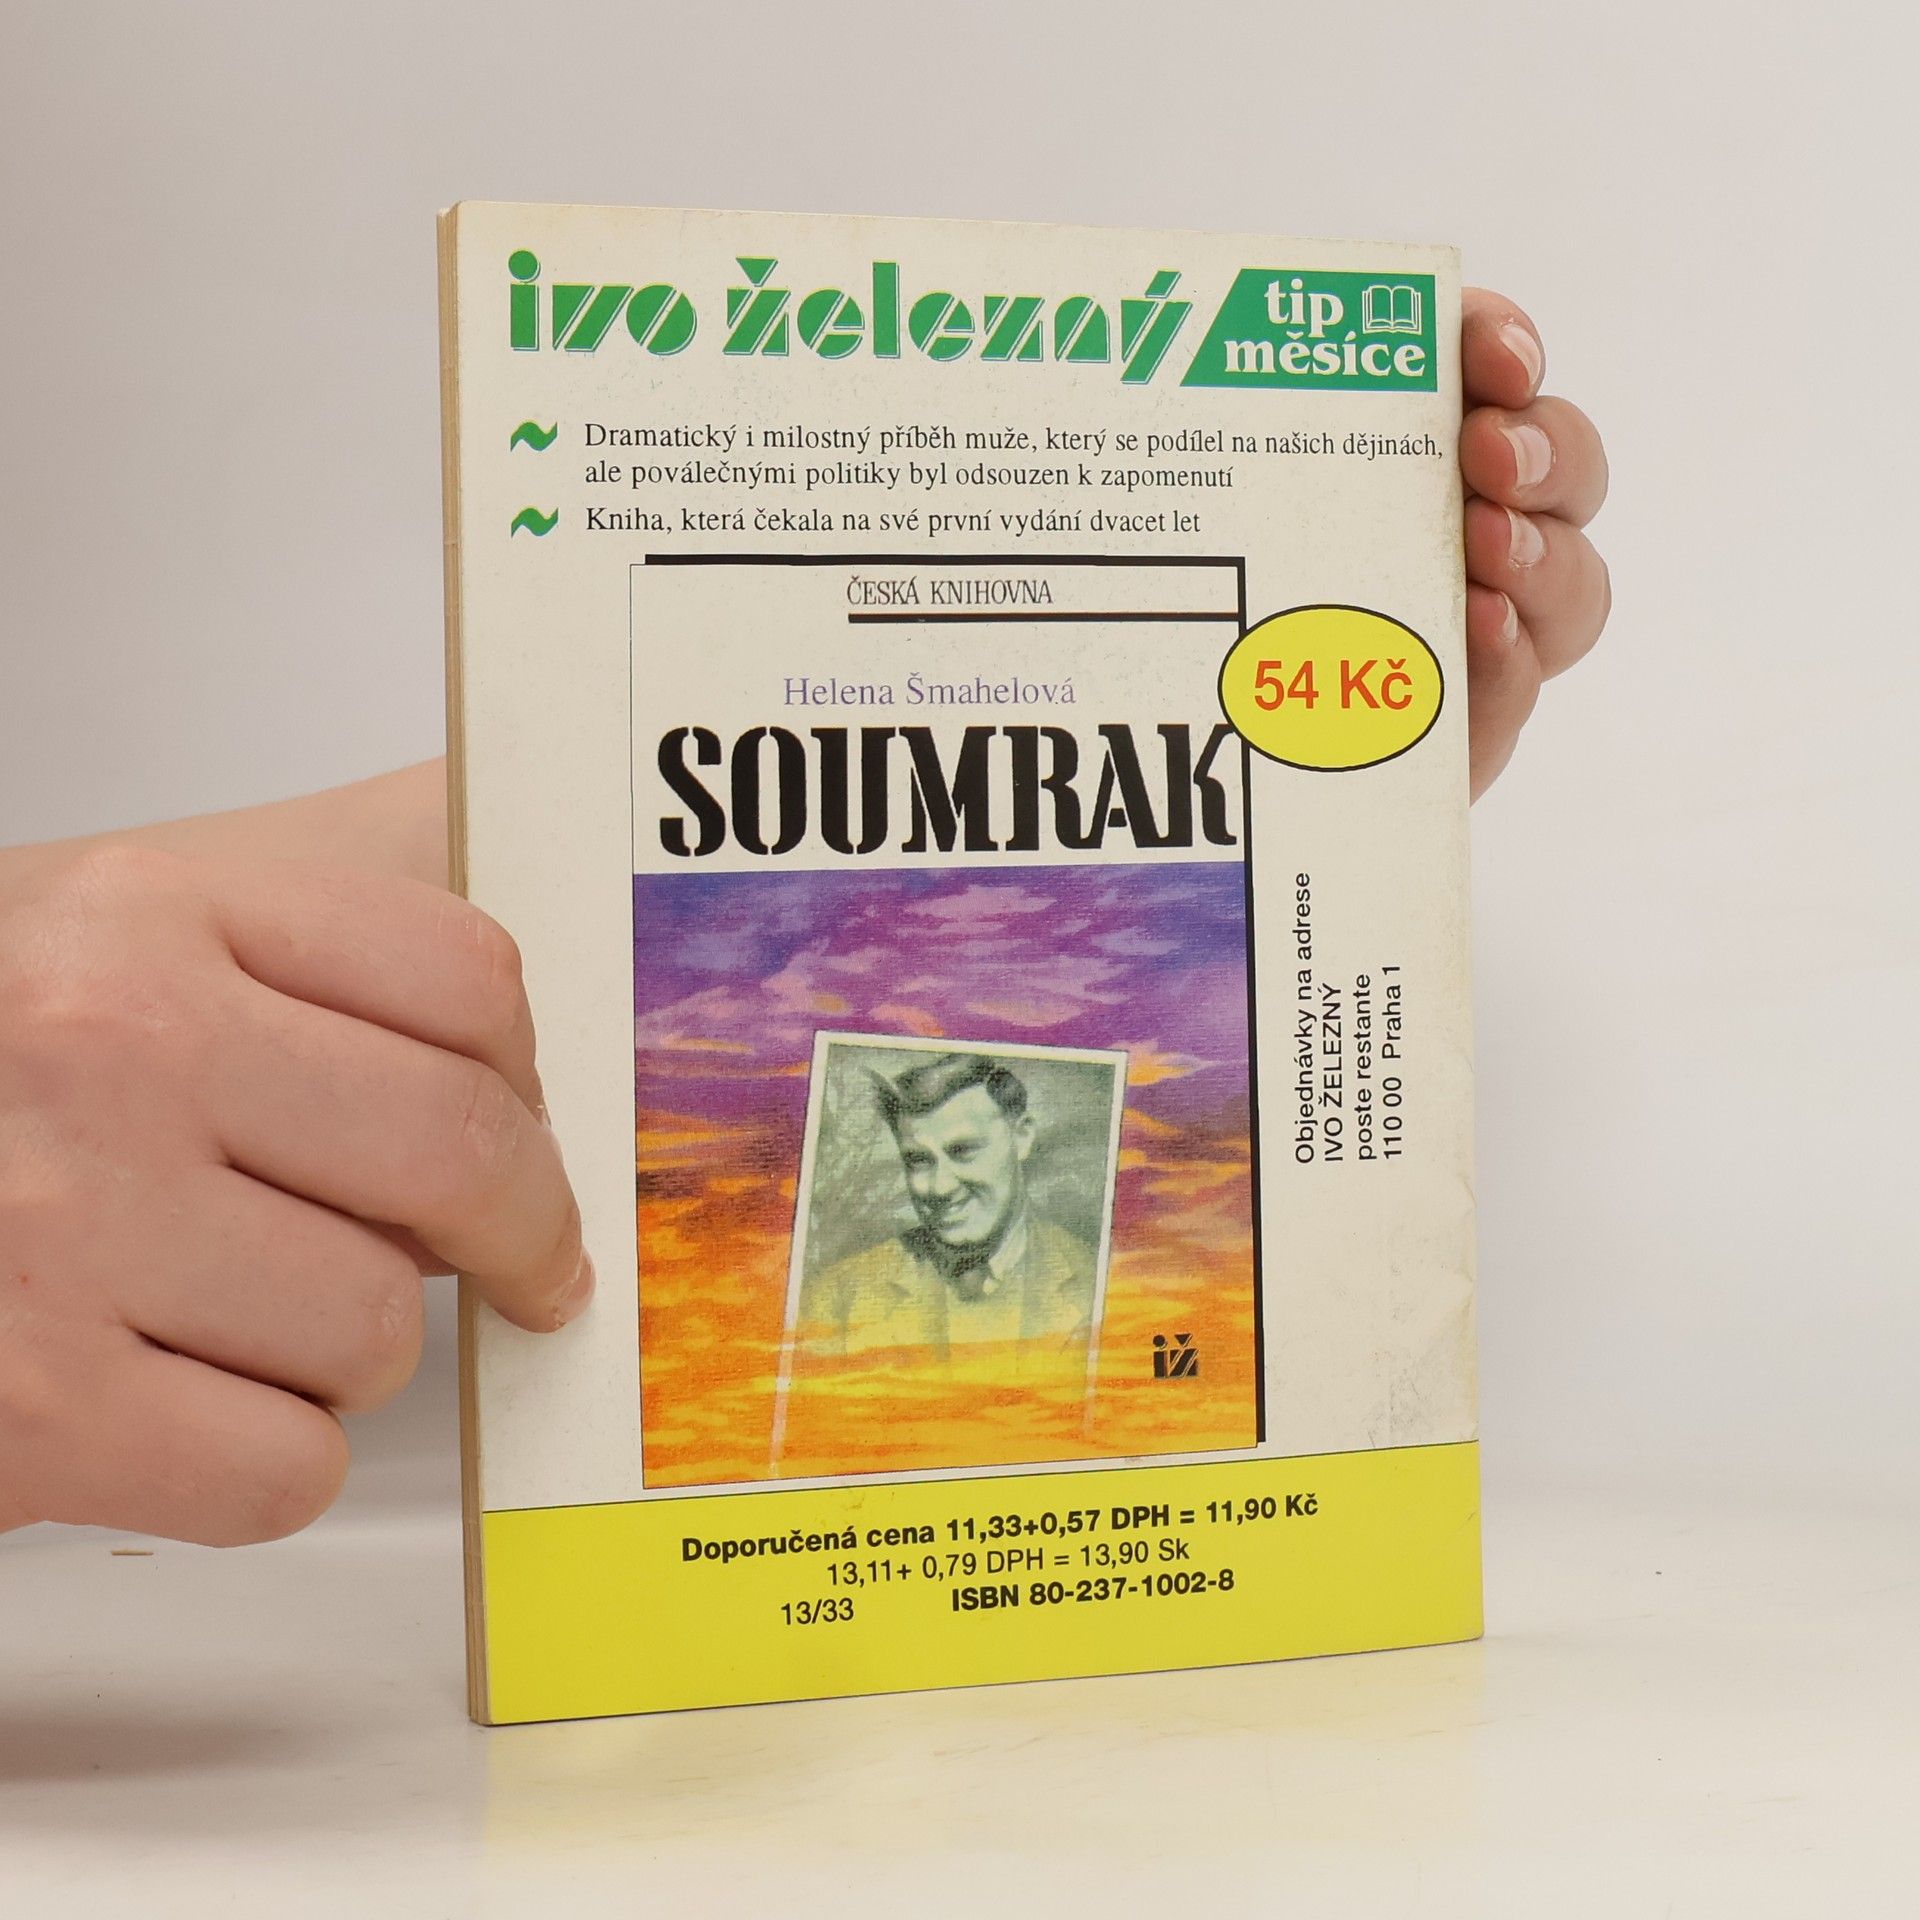 ivo železný
tip
měsíce
Dramatický i milostný příběh muže, který se podílel na našich dějinách,
ale poválečnými politiky byl odsouzen k zapomenutí
Kniha, která čekala na své první vydání dvacet let
ČESKÁ KNIHOVNA
54 Kč
Helena Šmahelová
SOUMRAK
Objednávky na adrese
IVO ŽELEZNÝ
poste restante
110 00 Praha 1
iž
Doporučená cena 11,33+0,57 DPH = 11,90 Kč
13,11+ 0,79 DPH = 13,90 Sk
13/33 ISBN 80-237-1002-8